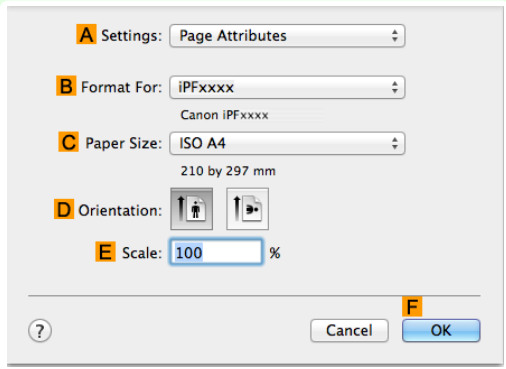 A Settings: Page Attributes
B Format For: iPFxxxx
Canon iPFxxxx
C Paper Size: ISO A4
210 by 297 mm
D Orientation:
E Scale: 100 %
F
? Cancel OK